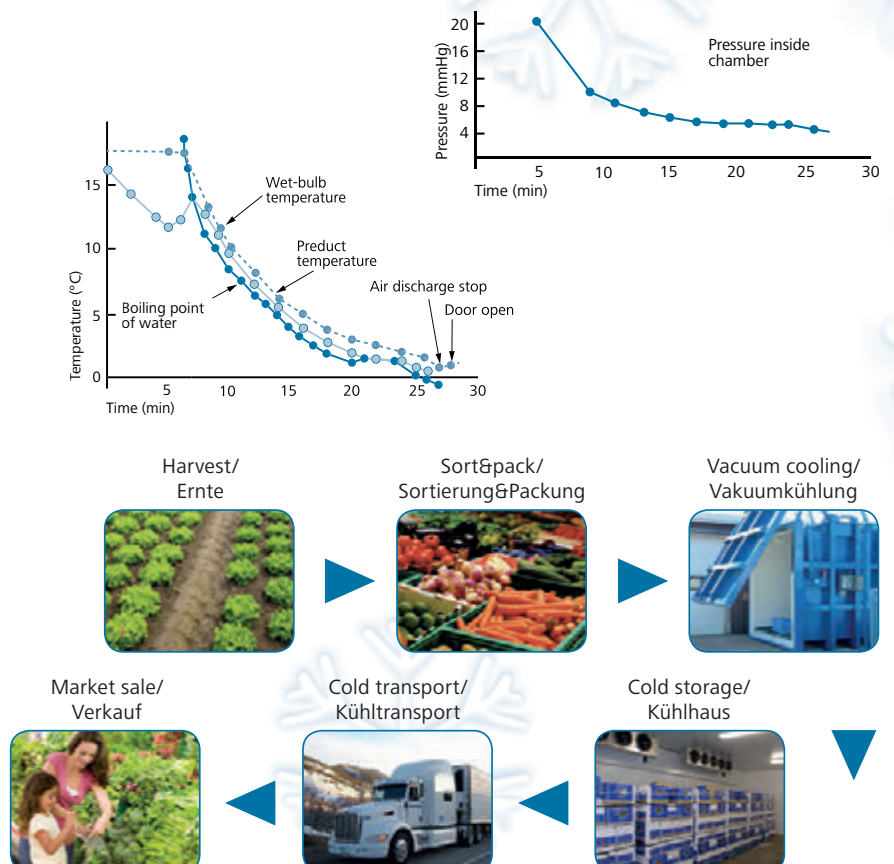 20
16
12
8
4
Pressure (mmHg)
Pressure inside
chamber
5
10
15
20
25
30
Time (min)
15
10
5
0
Temperature (°C)
Wet-bulb
temperature
Preduct
temperature
Boiling point
of water
Air discharge stop
Door open
5
10
15
20
25
30
Time (min)
Harvest/
Ernte
Sort&pack/
Sortierung&Packung
Vacuum cooling/
Vakuumkühlung
Market sale/
Verkauf
Cold transport/
Kühltransport
Cold storage/
Kühlhaus